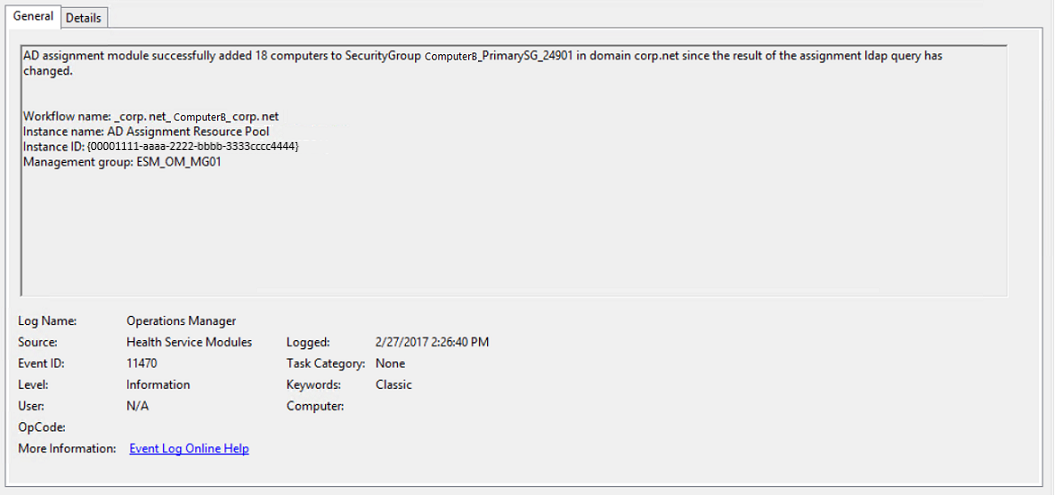 General Details
AD assignment module successfully added 18 computers to SecurityGroup ComputerB_PrimarySG_24901 in domain corp.net since the result of the assignment ldap query has
changed.
Workflow name: _corp. net_ ComputerB_ corp. net
Instance name: AD Assignment Resource Pool
Instance ID: {00001111-aaaa-2222-bbbb-3333cccc4444}
Management group: ESM_OM_MG01
Log Name: Operations Manager
Source: Health Service Modules Logged: 2/27/2017 2:26:40 PM
Event ID: 11470 Task Category: None
Level: Information Keywords: Classic
User: N/A Computer:
OpCode:
More Information: Event Log Online Help